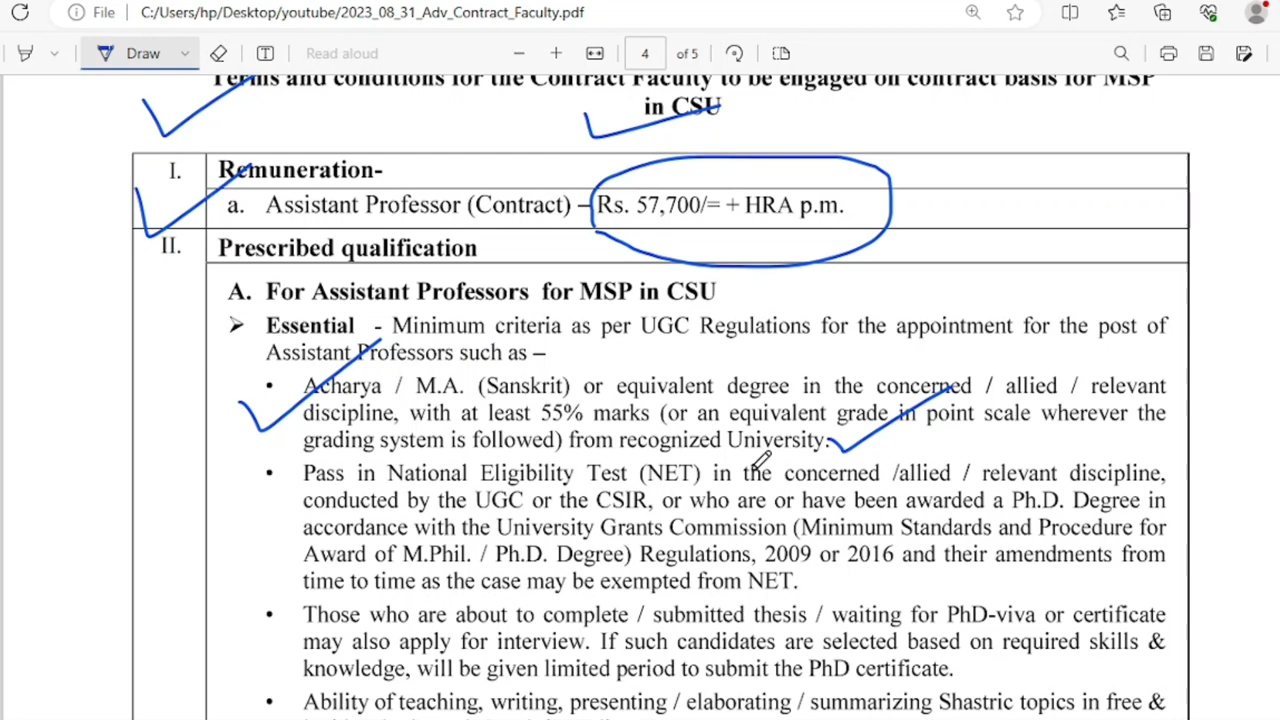 File C:/Users/hp/Desktop/youtube/2023_08_31_Adv_Contract_Faculty.pdf
Draw Read aloud 4 of 5
Terms and conditions for the Contract Faculty to be engaged on contract basis for MSP
in CSU
I. Remuneration-
a. Assistant Professor (Contract) – Rs. 57,700/= + HRA p.m.
II. Prescribed qualification
A. For Assistant Professors for MSP in CSU
➢ Essential - Minimum criteria as per UGC Regulations for the appointment for the post of
Assistant Professors such as –
• Acharya / M.A. (Sanskrit) or equivalent degree in the concerned / allied / relevant
discipline, with at least 55% marks (or an equivalent grade in point scale wherever the
grading system is followed) from recognized University.
• Pass in National Eligibility Test (NET) in the concerned /allied / relevant discipline,
conducted by the UGC or the CSIR, or who are or have been awarded a Ph.D. Degree in
accordance with the University Grants Commission (Minimum Standards and Procedure for
Award of M.Phil. / Ph.D. Degree) Regulations, 2009 or 2016 and their amendments from
time to time as the case may be exempted from NET.
• Those who are about to complete / submitted thesis / waiting for PhD-viva or certificate
may also apply for interview. If such candidates are selected based on required skills &
knowledge, will be given limited period to submit the PhD certificate.
• Ability of teaching, writing, presenting / elaborating / summarizing Shastric topics in free &